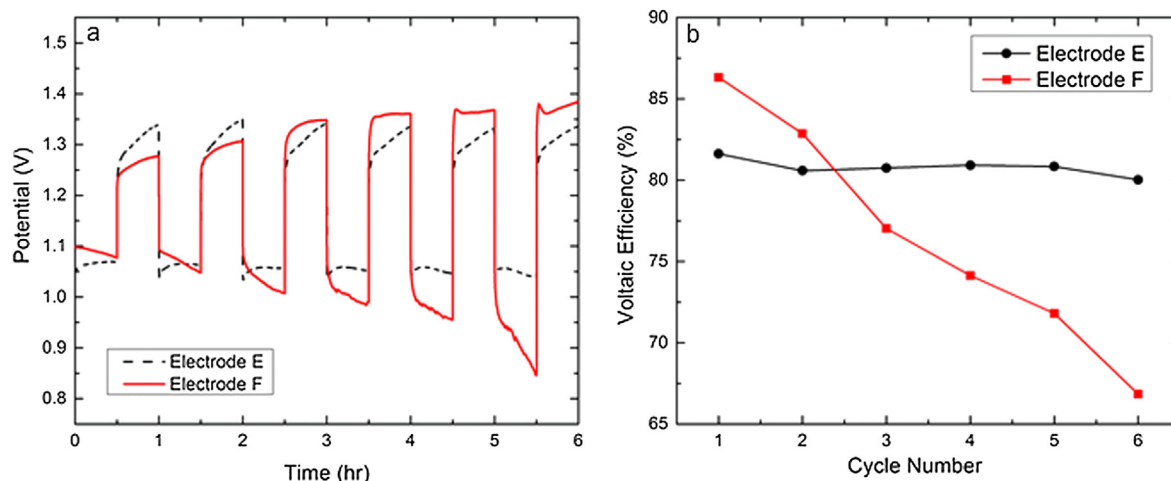 a
1.5
1.4
1.3
1.2
1.1
1.0
0.9
0.8
Potential (V)
Electrode E
Electrode F
0 1 2 3 4 5 6
Time (hr)
b
90
85
80
75
70
65
Voltaic Efficiency (%)
Electrode E
Electrode F
1 2 3 4 5 6
Cycle Number